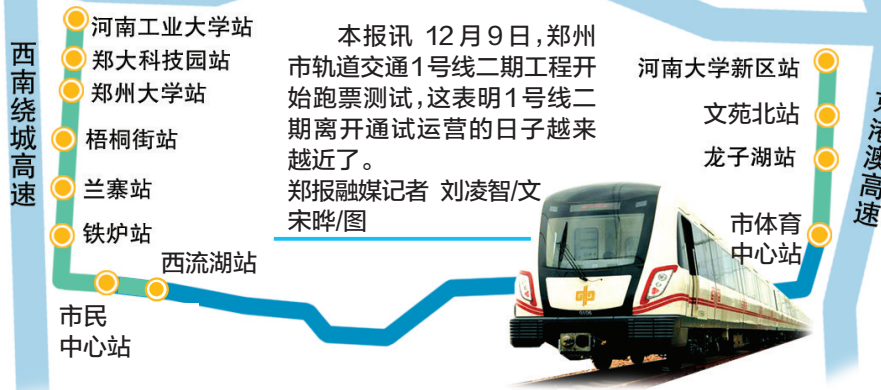 西南绕城高速
河南工业大学站
郑大科技园站
郑州大学站
梧桐街站
兰寨站
铁炉站
市民
中心站
西流湖站
本报讯 12月9日,郑州
市轨道交通1号线二期工程开
始跑票测试,这表明1号线二
期离开通试运营的日子越来
越近了。
郑报融媒记者 刘凌智/文
宋晔/图
河南大学新区站
文苑北站
龙子湖站
市体育
中心站
京港澳高速